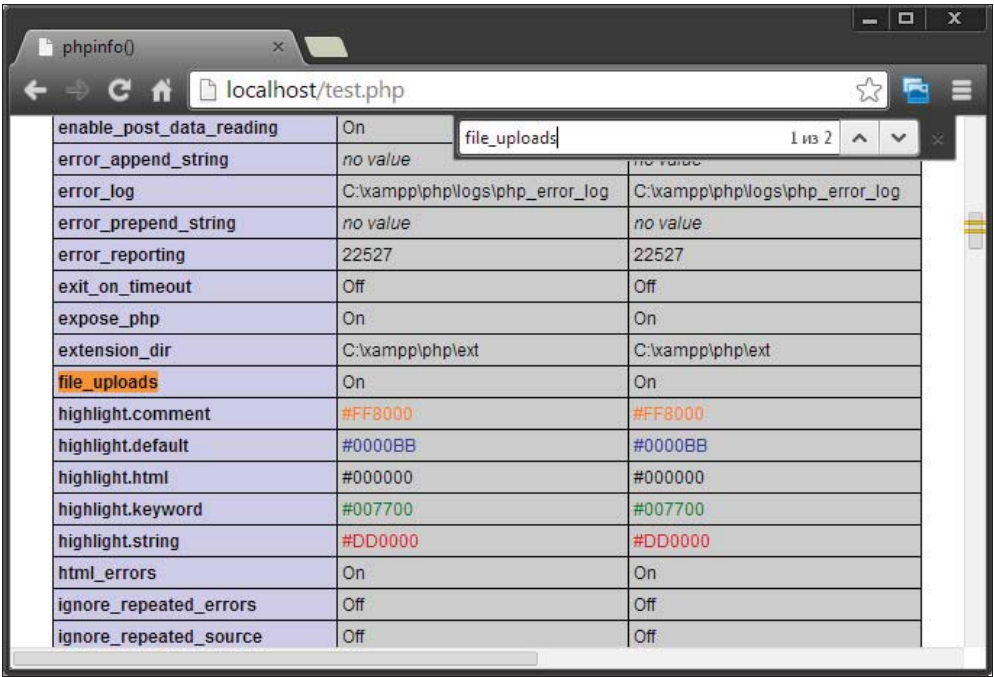 phpinfo()
localhost/test.php
file_uploads 1 из 2
enable_post_data_reading On
error_append_string no value no value
error_log C:\xampp\php\logs\php_error_log C:\xampp\php\logs\php_error_log
error_prepend_string no value no value
error_reporting 22527 22527
exit_on_timeout Off Off
expose_php On On
extension_dir C:\xampp\php\ext C:\xampp\php\ext
file_uploads On On
highlight.comment #FF8000 #FF8000
highlight.default #0000BB #0000BB
highlight.html #000000 #000000
highlight.keyword #007700 #007700
highlight.string #DD0000 #DD0000
html_errors On On
ignore_repeated_errors Off Off
ignore_repeated_source Off Off